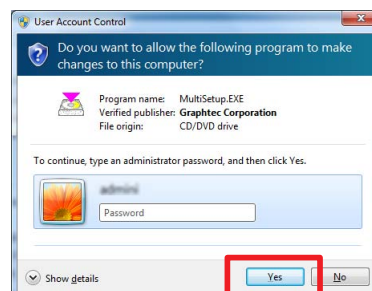 User Account Control
Do you want to allow the following program to make
changes to this computer?
Program name: MultiSetup.EXE
Verified publisher: Graphtec Corporation
File origin: CD/DVD drive
To continue, type an administrator password, and then click Yes.
Password
Show details
Yes
No